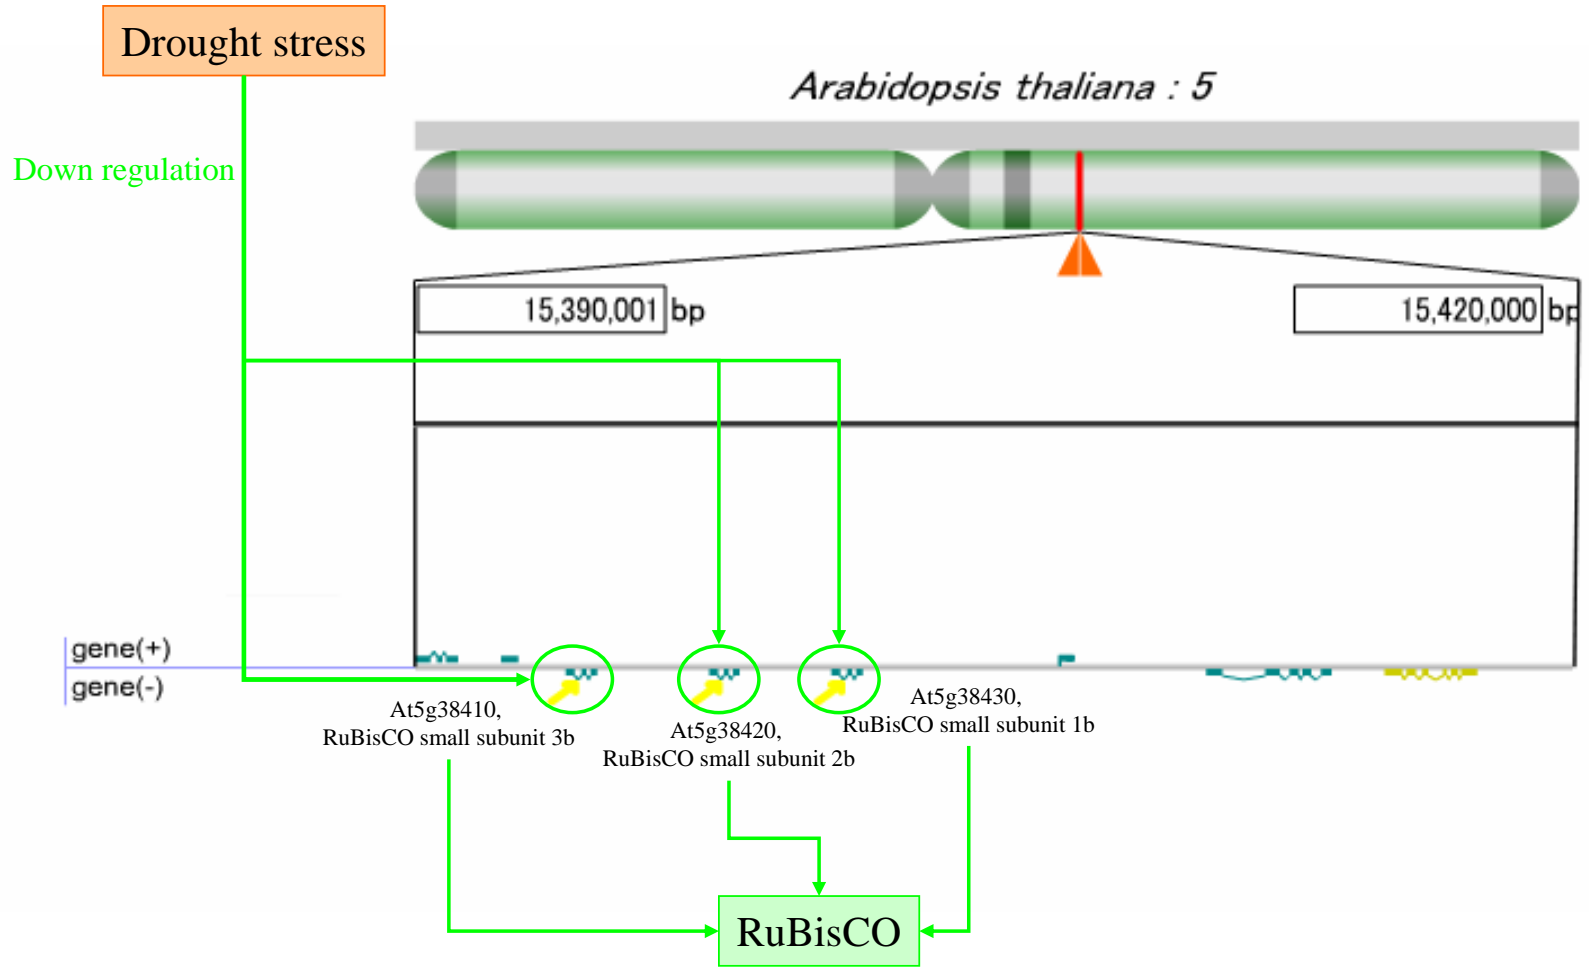 Drought stress
Arabidopsis thaliana : 5
Down regulation
15,390,001 bp
15,420,000 bp
gene(+)
gene(-)
At5g38410,
RuBisCO small subunit 3b
At5g38420,
RuBisCO small subunit 2b
At5g38430,
RuBisCO small subunit 1b
RuBisCO